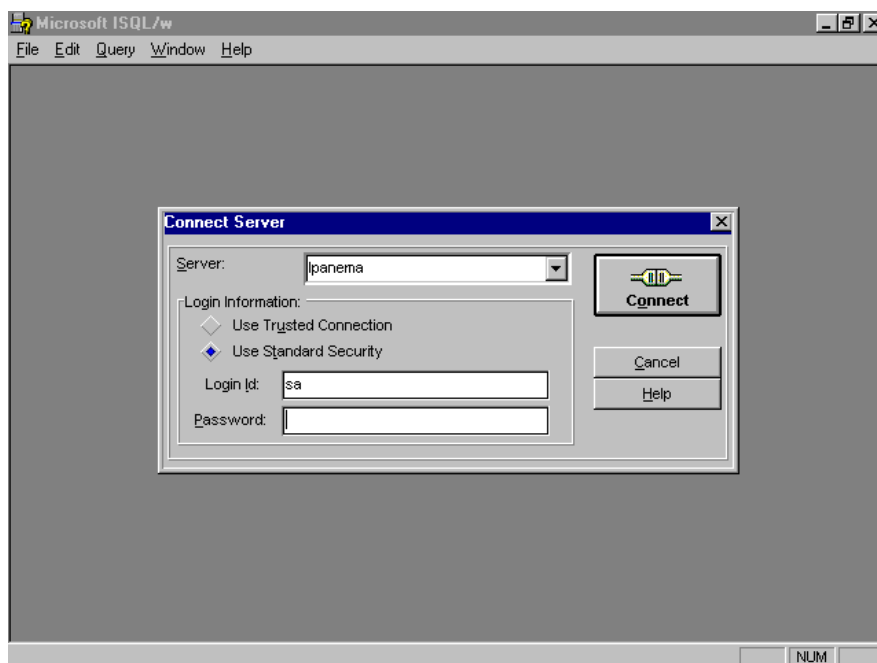 Microsoft ISQL/w
File Edit Query Window Help
Connect Server
Server: Ipanema
Connect
Login Information:
Use Trusted Connection
Use Standard Security
Cancel
Login Id: sa
Help
Password:
NUM